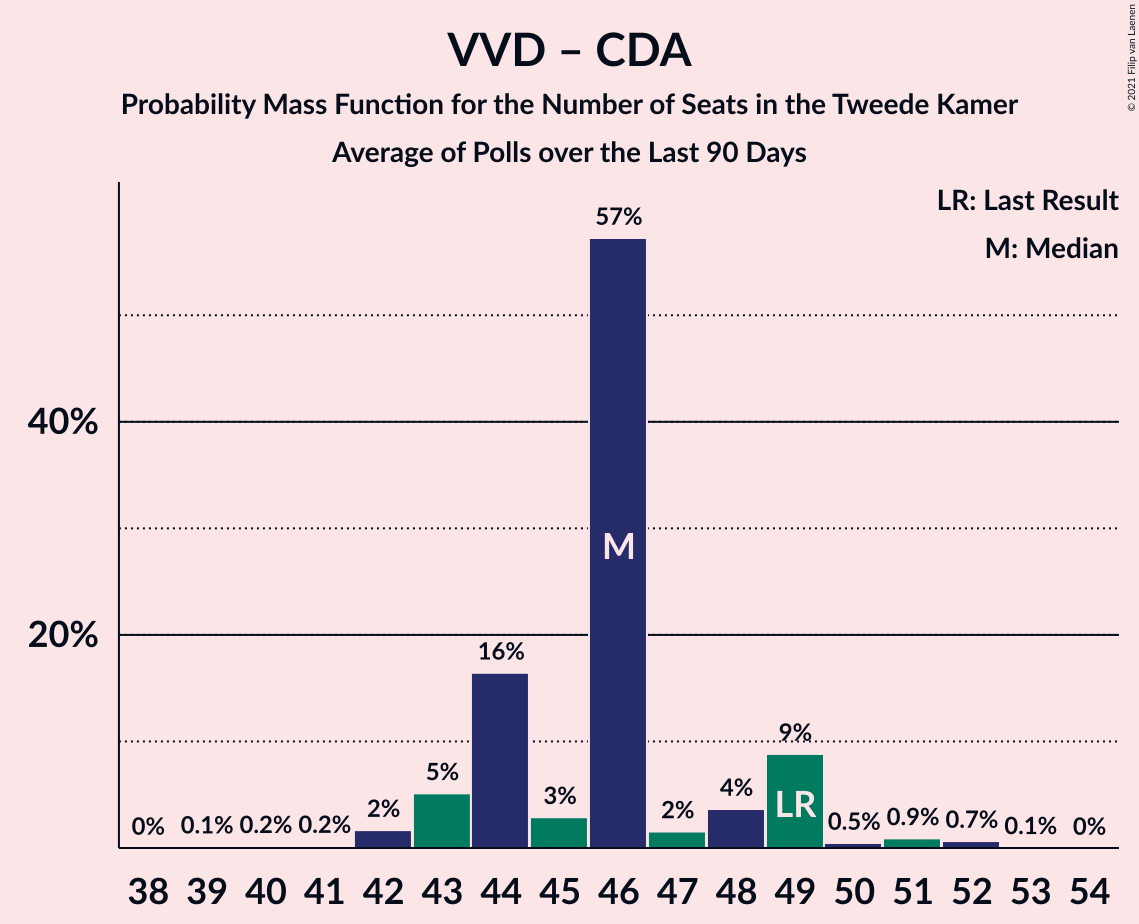 VVD – CDA
Probability Mass Function for the Number of Seats in the Tweede Kamer
Average of Polls over the Last 90 Days
© 2021 Filip van Laenen
LR: Last Result
M: Median
57%
40%
M
20%
16%
9%
5%
3%
2%
2%
4%
LR
0%
0.1%
0.2%
0.2%
0.5%
0.9%
0.7%
0.1%
0%
38 39 40 41 42 43 44 45 46 47 48 49 50 51 52 53 54